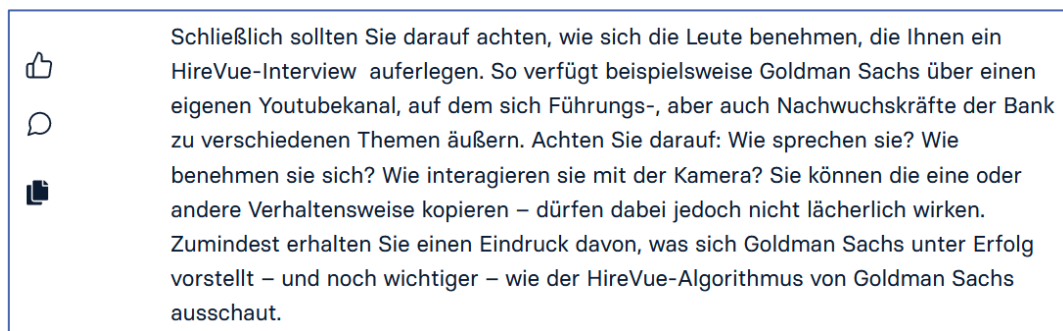 Schließlich sollten Sie darauf achten, wie sich die Leute benehmen, die Ihnen ein
HireVue-Interview  auferlegen. So verfügt beispielsweise Goldman Sachs über einen
eigenen Youtubekanal, auf dem sich Führungs-, aber auch Nachwuchskräfte der Bank
zu verschiedenen Themen äußern. Achten Sie darauf: Wie sprechen sie? Wie
benehmen sie sich? Wie interagieren sie mit der Kamera? Sie können die eine oder
andere Verhaltensweise kopieren – dürfen dabei jedoch nicht lächerlich wirken.
Zumindest erhalten Sie einen Eindruck davon, was sich Goldman Sachs unter Erfolg
vorstellt – und noch wichtiger – wie der HireVue-Algorithmus von Goldman Sachs
ausschaut.